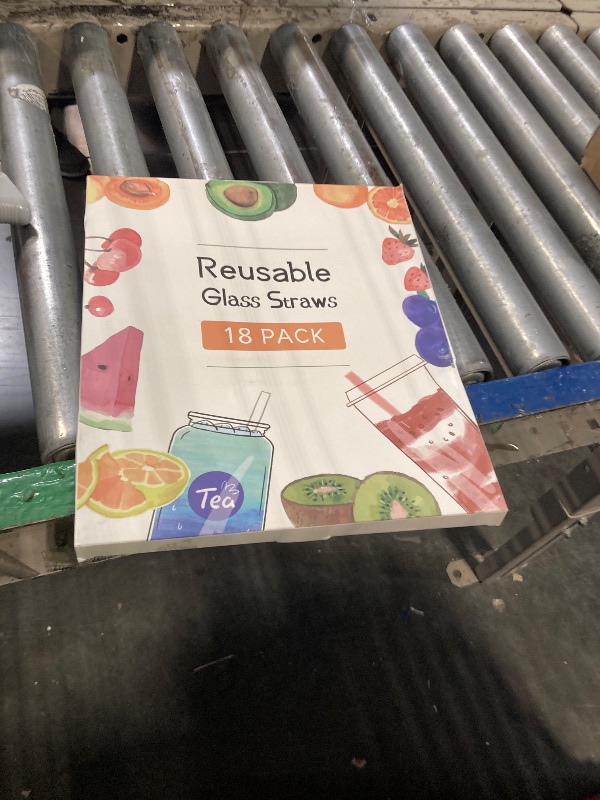 Reusable
Glass Straws
18 PACK
Tea